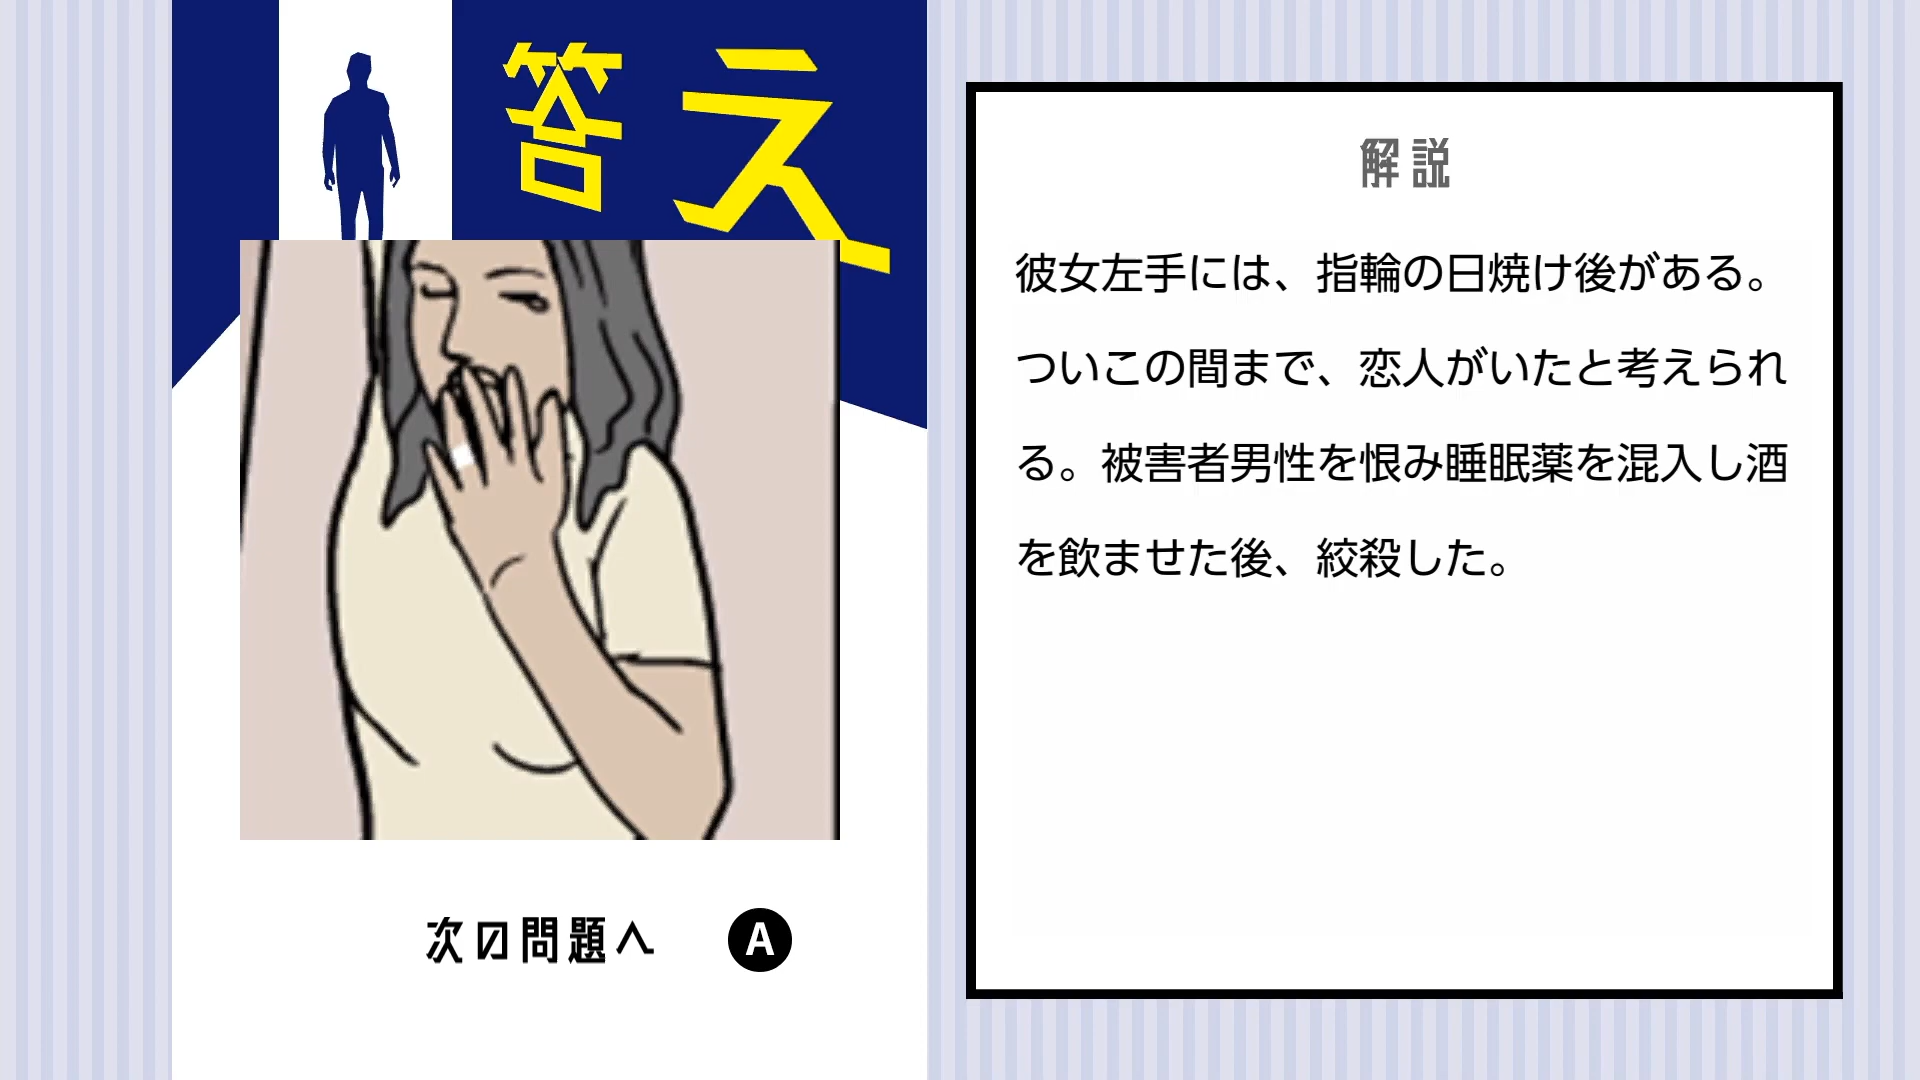 答え
解説
彼女左手には、指輪の日焼け後がある。
ついこの間まで、恋人がいたと考えられ
る。被害者男性を恨み睡眠薬を混入し酒
を飲ませた後、絞殺した。
次の問題へ A